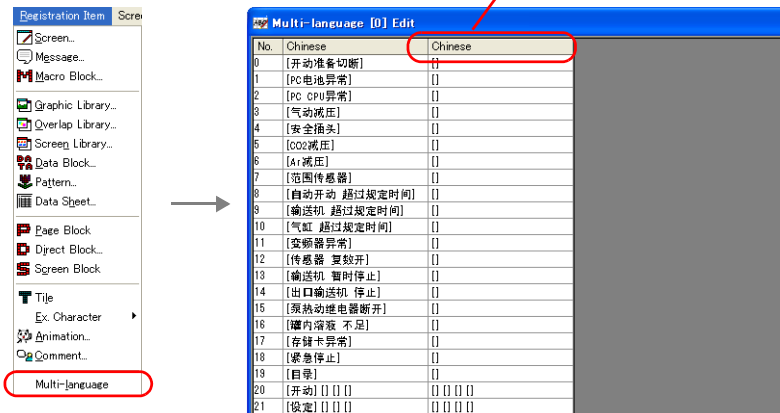 Registration Item Scre
Screen...
Message...
Macro Block...
Graphic Library...
Overlap Library...
Screen Library...
Data Block...
Pattern...
Data Sheet...
Page Block
Direct Block...
Screen Block
Tile
Ex. Character
Animation...
Comment...
Multi-language
Multi-language [0] Edit
No. Chinese Chinese
0 [开动准备切断] []
1 [PC电池异常] []
2 [PC CPU异常] []
3 [气动减压] []
4 [安全插头] []
5 [CO2减压] []
6 [Ar减压] []
7 [范围传感器] []
8 [自动开动 超过规定时间] []
9 [输送机 超过规定时间] []
10 [气缸 超过规定时间] []
11 [变频器异常] []
12 [传感器 复数开] []
13 [输送机 暂时停止] []
14 [出口输送机 停止] []
15 [泵热动继电器断开] []
16 [罐内溶液 不足] []
17 [存储卡异常] []
18 [紧急停止] []
19 [目录] []
20 [开动] [] [] [] [] [] [] []
21 [设定] [] [] [] [] [] [] []